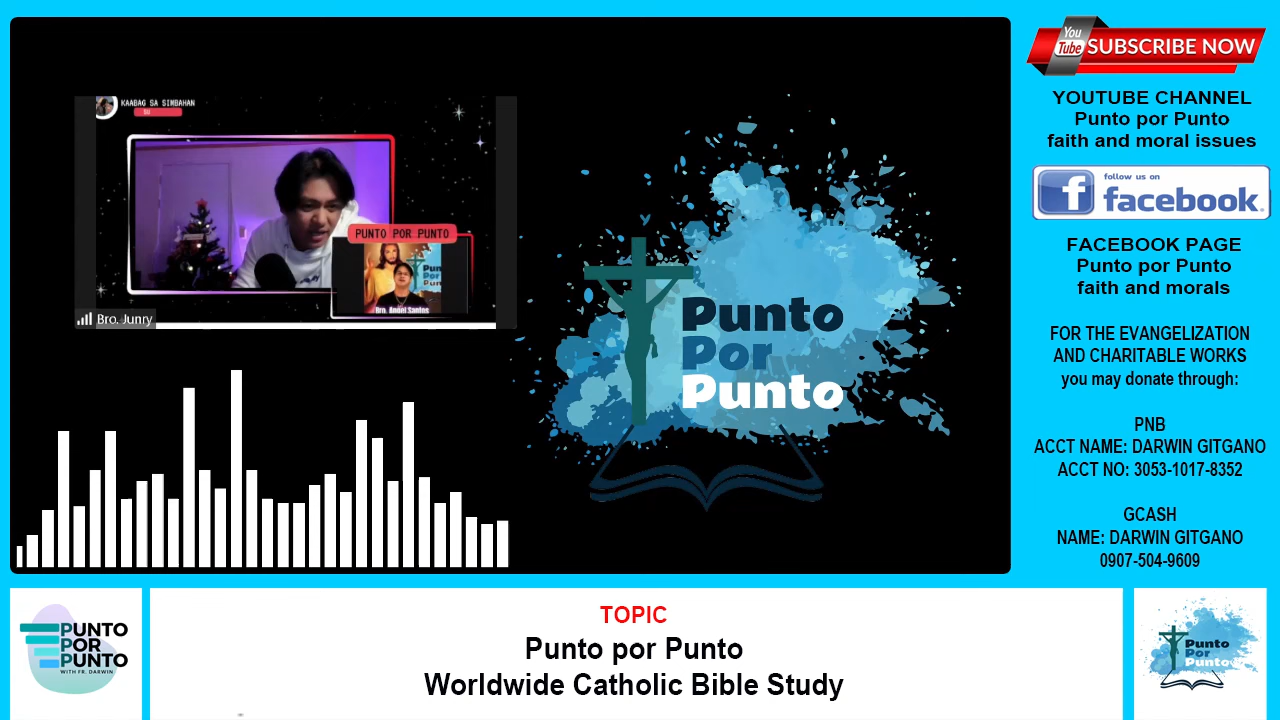 KAABAG SA SIMBAHAN
PUNTO POR PUNTO
Bro. Angel Santos
Bro. Junry
Punto
Por
Punto
You
Tube
SUBSCRIBE NOW
YOUTUBE CHANNEL
Punto por Punto
faith and moral issues
follow us on
f facebook
FACEBOOK PAGE
Punto por Punto
faith and morals
FOR THE EVANGELIZATION
AND CHARITABLE WORKS
you may donate through:
PNB
ACCT NAME: DARWIN GITGANO
ACCT NO: 3053-1017-8352
GCASH
NAME: DARWIN GITGANO
0907-504-9609
PUNTO
POR
PUNTO
WITH FR. DARWIN
TOPIC
Punto por Punto
Worldwide Catholic Bible Study
Punto
Por
Punto